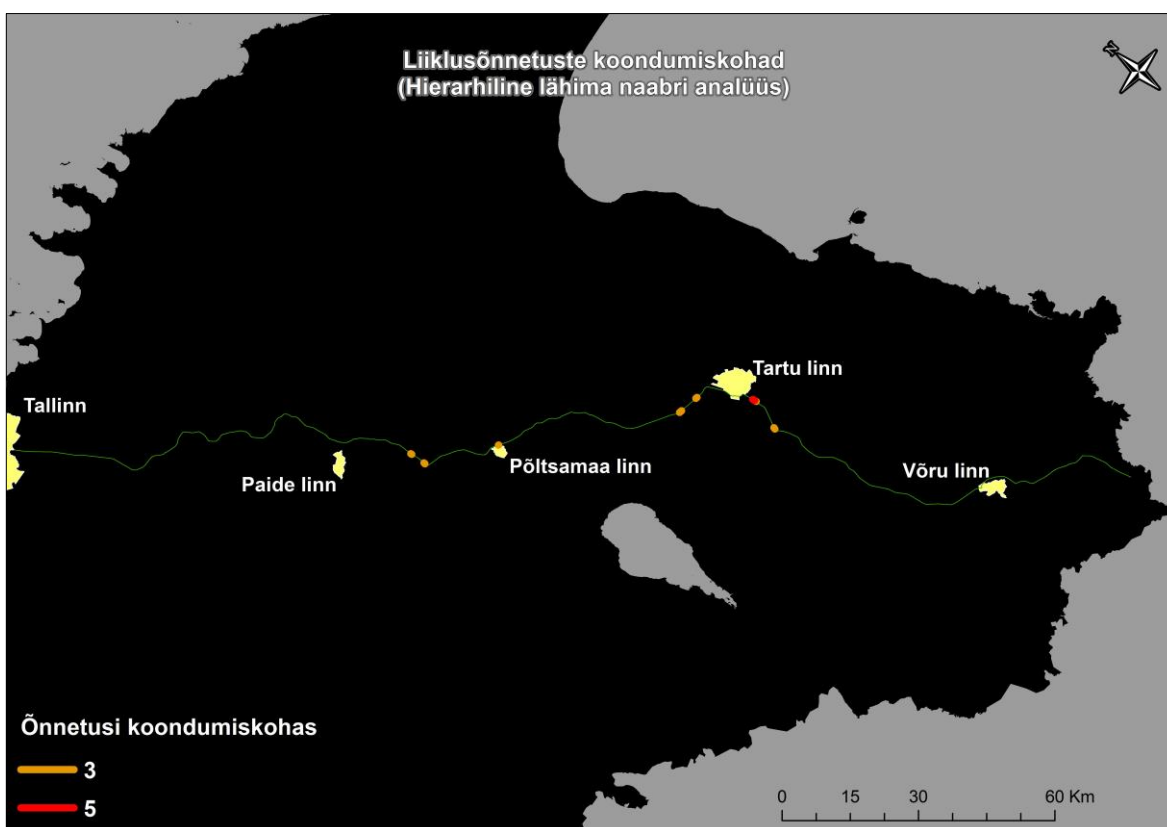 Liiklusõnnetuste koondumiskohad
(Hierarhiline lähima naabri analüüs)
N
Tartu linn
Tallinn
Paide linn
Põltsamaa linn
Võru linn
Õnnetusi koondumiskohas
3
5
0 15 30 60 Km